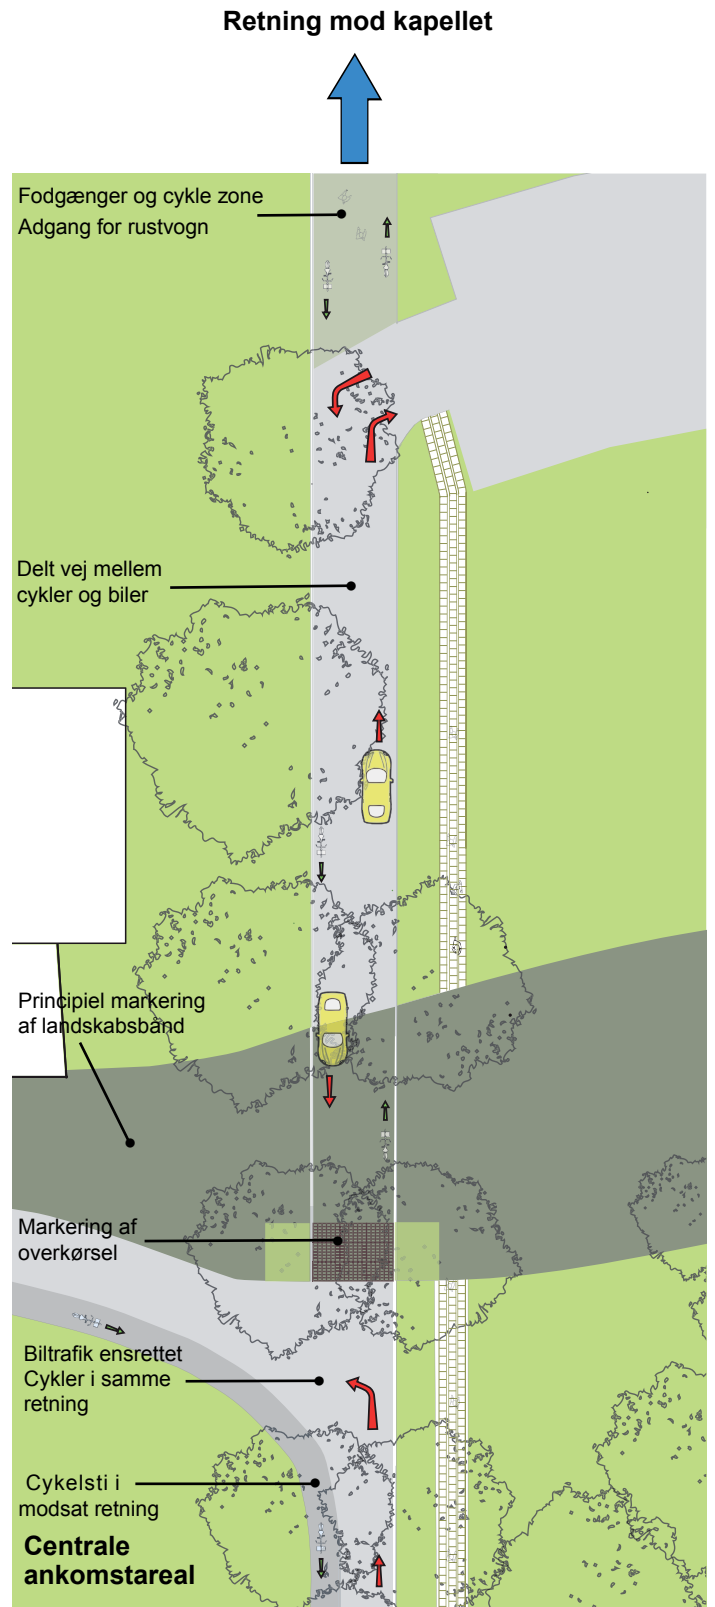 Retning mod kapellet
Fodgænger og cykle zone
Adgang for rustvogn
Delt vej mellem
cykler og biler
Principiel markering
af landskabsbånd
Markering af
overkørsel
Biltrafik ensrettet
Cykler i samme
retning
Cykelsti i
modsat retning
Centrale
ankomstareal